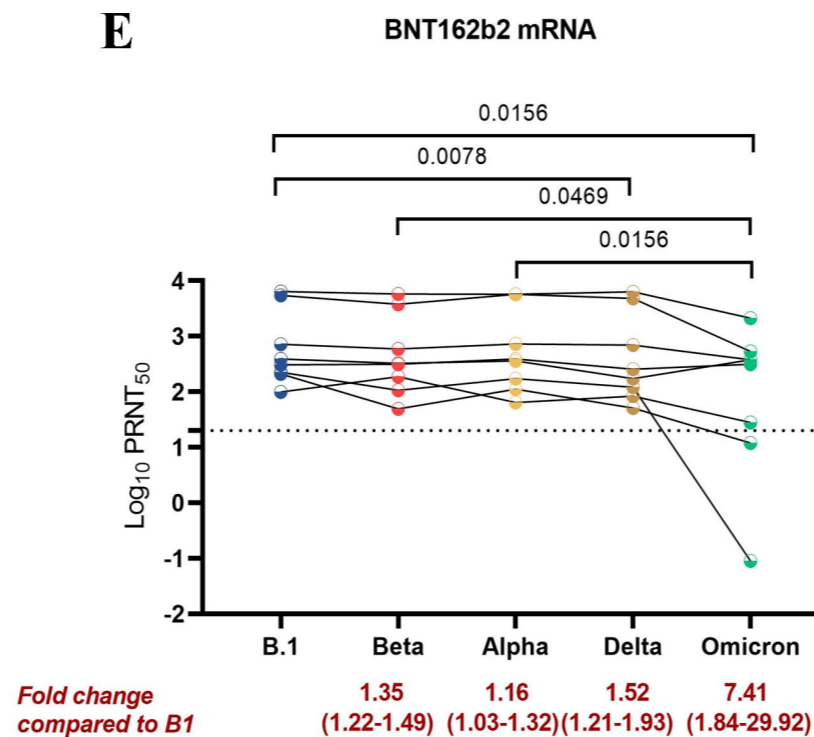 E
BNT162b2 mRNA
0.0156
0.0078
0.0469
0.0156
4
3
2
1
0
-1
-2
Log10 PRNT50
B.1 Beta Alpha Delta Omicron
Fold change 1.35 1.16 1.52 7.41
compared to B1 (1.22-1.49) (1.03-1.32) (1.21-1.93) (1.84-29.92)